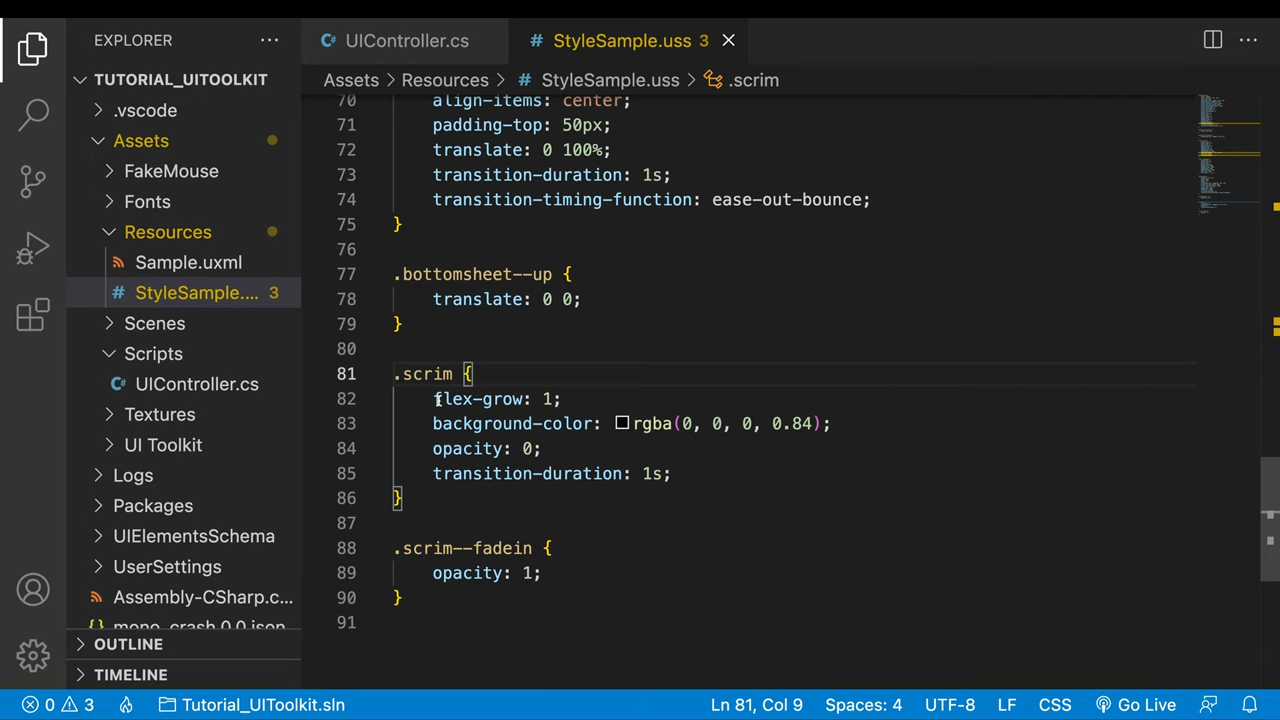 EXPLORER
UIController.cs
StyleSample.uss 3
TUTORIAL_UITOOLKIT
Assets > Resources > StyleSample.uss > .scrim
.vscode
Assets
FakeMouse
Fonts
Resources
Sample.uxml
StyleSample.... 3
Scenes
Scripts
UIController.cs
Textures
UI Toolkit
Logs
Packages
UIElementsSchema
UserSettings
Assembly-CSharp.c...
mono_crash.0.0.json
OUTLINE
TIMELINE
70 align-items: center;
71 padding-top: 50px;
72 translate: 0 100%;
73 transition-duration: 1s;
74 transition-timing-function: ease-out-bounce;
75 }
76
77 .bottomsheet--up {
78 translate: 0 0;
79 }
80
81 .scrim {
82 flex-grow: 1;
83 background-color: rgba(0, 0, 0, 0.84);
84 opacity: 0;
85 transition-duration: 1s;
86 }
87
88 .scrim--fadein {
89 opacity: 1;
90 }
91
0 3 Tutorial_UIToolkit.sln Ln 81, Col 9 Spaces: 4 UTF-8 LF CSS Go Live